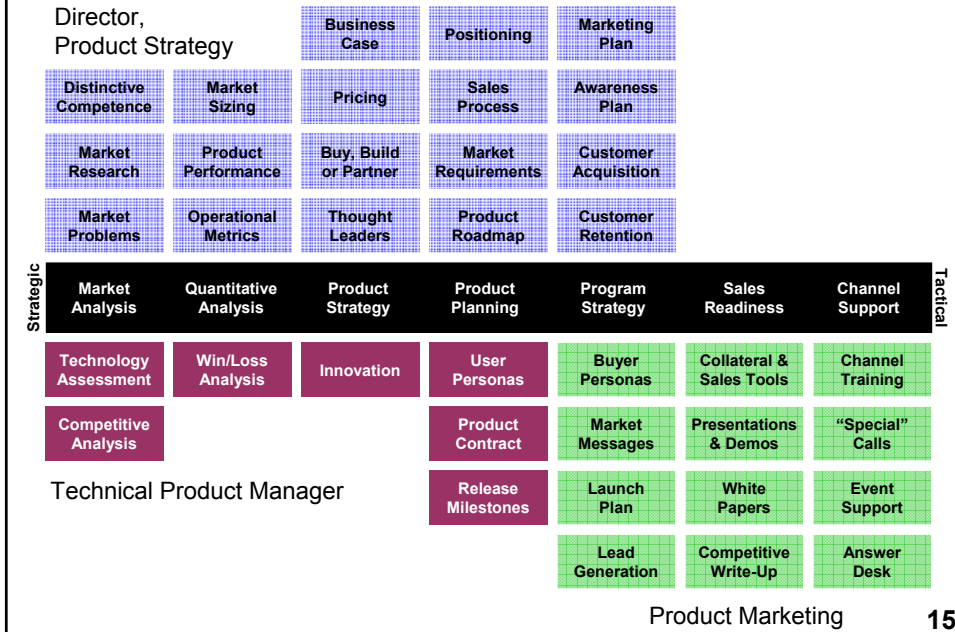 Director,
Product Strategy
Business
Case
Positioning
Marketing
Plan
Distinctive
Competence
Market
Sizing
Pricing
Sales
Process
Awareness
Plan
Market
Research
Product
Performance
Buy, Build
or Partner
Market
Requirements
Customer
Acquisition
Market
Problems
Operational
Metrics
Thought
Leaders
Product
Roadmap
Customer
Retention
Strategic
Market
Analysis
Quantitative
Analysis
Product
Strategy
Product
Planning
Program
Strategy
Sales
Readiness
Channel
Support
Tactical
Technology
Assessment
Win/Loss
Analysis
Innovation
User
Personas
Buyer
Personas
Collateral &
Sales Tools
Channel
Training
Competitive
Analysis
Product
Contract
Market
Messages
Presentations
& Demos
“Special”
Calls
Technical Product Manager
Release
Milestones
Launch
Plan
White
Papers
Event
Support
Lead
Generation
Competitive
Write-Up
Answer
Desk
Product Marketing
15